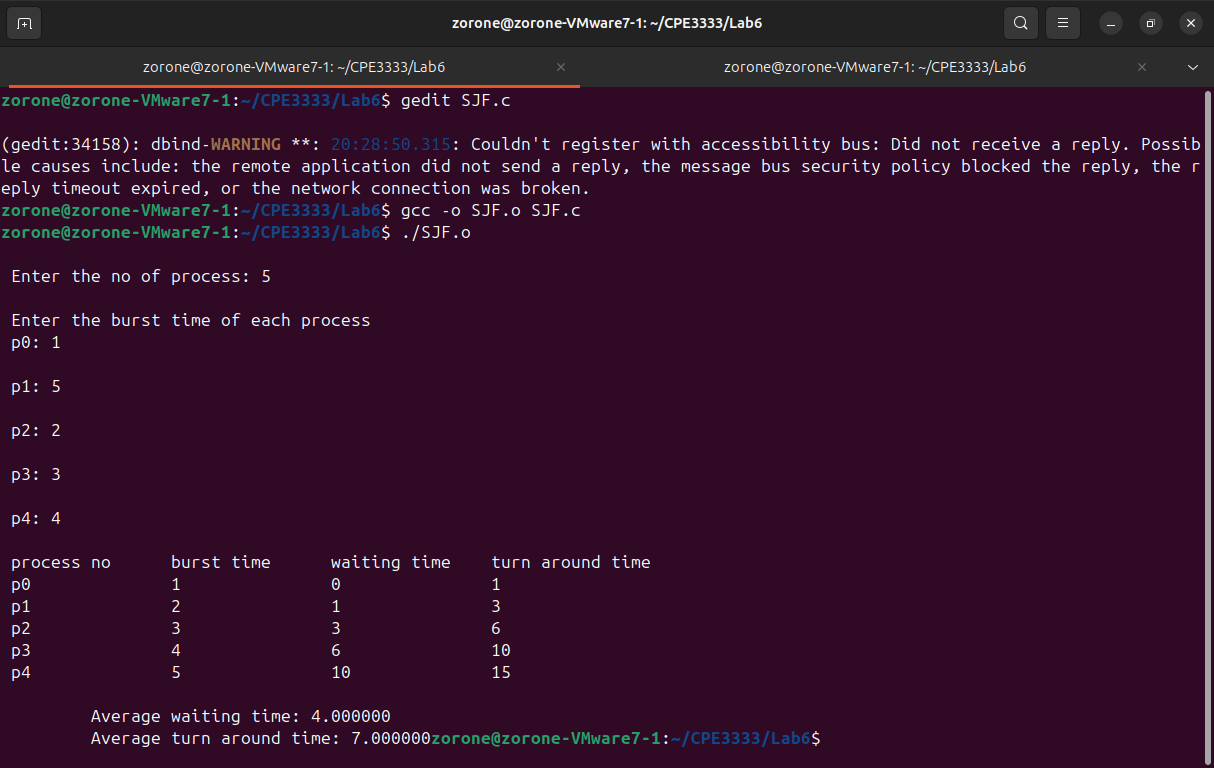 zorone@zorone-VMware7-1: ~/CPE3333/Lab6
zorone@zorone-VMware7-1: ~/CPE3333/Lab6
zorone@zorone-VMware7-1: ~/CPE3333/Lab6
zorone@zorone-VMware7-1:~/CPE3333/Lab6$ gedit SJF.c
(gedit:34158): dbind-WARNING **: 20:28:50.315: Couldn't register with accessibility bus: Did not receive a reply. Possib
le causes include: the remote application did not send a reply, the message bus security policy blocked the reply, the r
eply timeout expired, or the network connection was broken.
zorone@zorone-VMware7-1:~/CPE3333/Lab6$ gcc -o SJF.o SJF.c
zorone@zorone-VMware7-1:~/CPE3333/Lab6$ ./SJF.o
Enter the no of process: 5
Enter the burst time of each process
p0: 1
p1: 5
p2: 2
p3: 3
p4: 4
process no burst time waiting time turn around time
p0 1 0 1
p1 2 1 3
p2 3 3 6
p3 4 6 10
p4 5 10 15
Average waiting time: 4.000000
Average turn around time: 7.000000zorone@zorone-VMware7-1:~/CPE3333/Lab6$